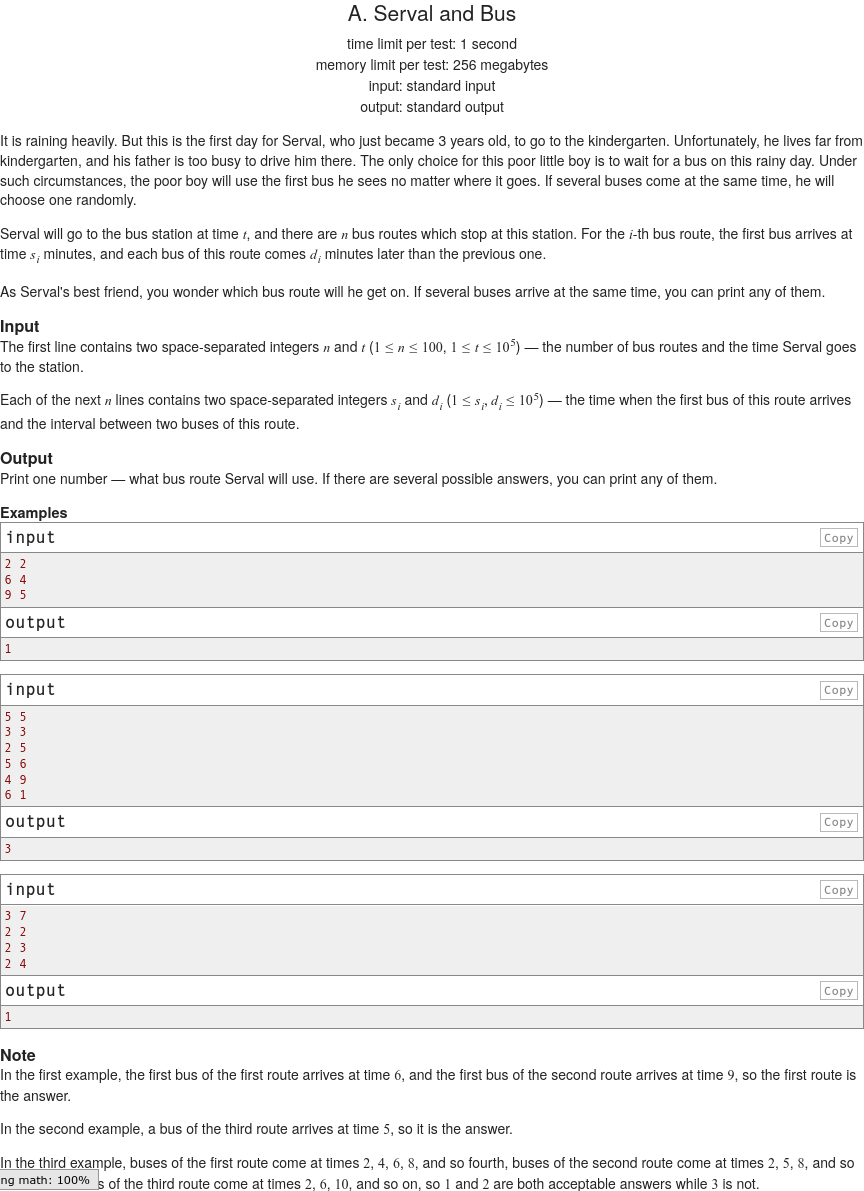 A. Serval and Bus
time limit per test: 1 second
memory limit per test: 256 megabytes
input: standard input
output: standard output
It is raining heavily. But this is the first day for Serval, who just became 3 years old, to go to the kindergarten. Unfortunately, he lives far from
kindergarten, and his father is too busy to drive him there. The only choice for this poor little boy is to wait for a bus on this rainy day. Under
such circumstances, the poor boy will use the first bus he sees no matter where it goes. If several buses come at the same time, he will
choose one randomly.
Serval will go to the bus station at time t, and there are n bus routes which stop at this station. For the i-th bus route, the first bus arrives at
time s_i minutes, and each bus of this route comes d_i minutes later than the previous one.
As Serval's best friend, you wonder which bus route will he get on. If several buses arrive at the same time, you can print any of them.
Input
The first line contains two space-separated integers n and t (1 ≤ n ≤ 100, 1 ≤ t ≤ 10^5) — the number of bus routes and the time Serval goes
to the station.
Each of the next n lines contains two space-separated integers s_i and d_i (1 ≤ s_i, d_i ≤ 10^5) — the time when the first bus of this route arrives
and the interval between two buses of this route.
Output
Print one number — what bus route Serval will use. If there are several possible answers, you can print any of them.
Examples
input Copy
2 2
6 4
9 5
output Copy
1
input Copy
5 5
3 3
2 5
5 6
4 9
6 1
output Copy
3
input Copy
3 7
2 2
2 3
2 4
output Copy
1
Note
In the first example, the first bus of the first route arrives at time 6, and the first bus of the second route arrives at time 9, so the first route is
the answer.
In the second example, a bus of the third route arrives at time 5, so it is the answer.
In the third example, buses of the first route come at times 2, 4, 6, 8, and so fourth, buses of the second route come at times 2, 5, 8, and so
ng math: 100% s of the third route come at times 2, 6, 10, and so on, so 1 and 2 are both acceptable answers while 3 is not.